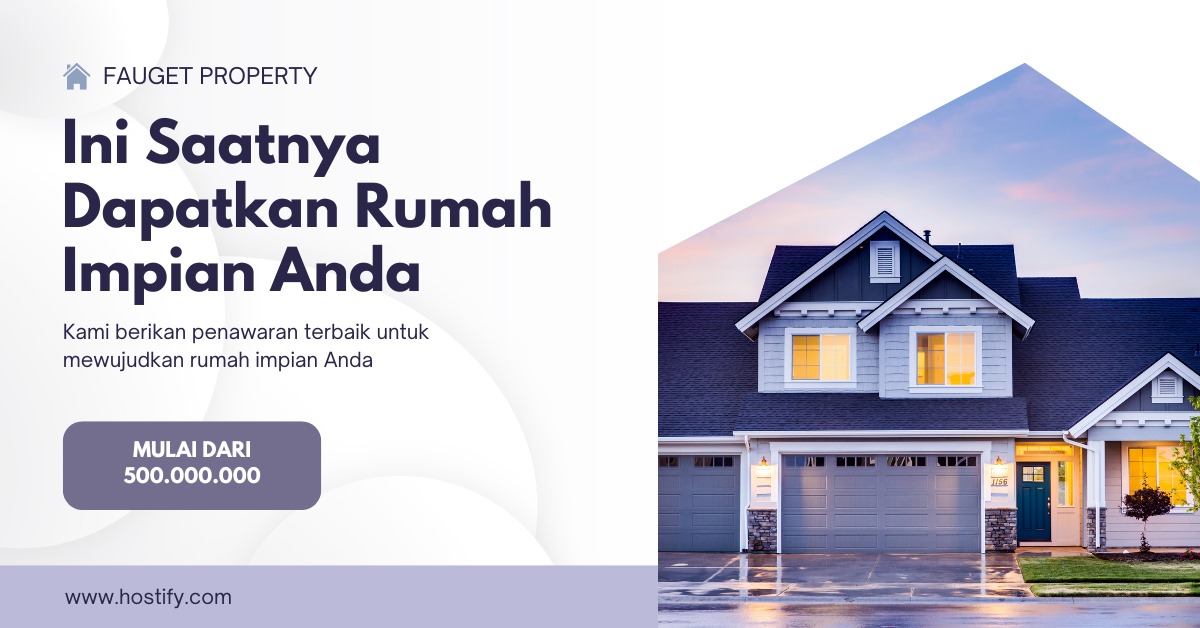 FAUGET PROPERTY
Ini Saatnya
Dapatkan Rumah
Impian Anda
Kami berikan penawaran terbaik untuk
mewujudkan rumah impian Anda
MULAI DARI
500.000.000
www.hostify.com
1156